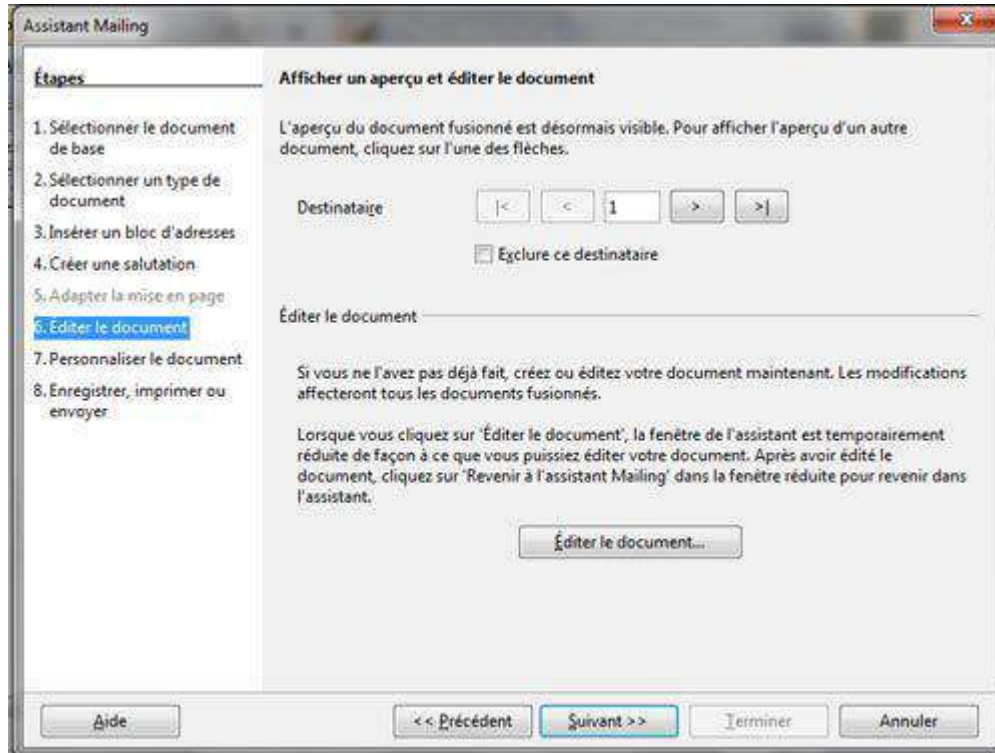 Assistant Mailing
Étapes
1. Sélectionner le document
de base
2. Sélectionner un type de
document
3. Insérer un bloc d'adresses
4. Créer une salutation
5. Adapter la mise en page
6. Éditer le document
7. Personnaliser le document
8. Enregistrer, imprimer ou
envoyer
Afficher un aperçu et éditer le document
L'aperçu du document fusionné est désormais visible. Pour afficher l'aperçu d'un autre
document, cliquez sur l'une des flèches.
Destinataire |< < 1 > >|
Exclure ce destinataire
Éditer le document
Si vous ne l'avez pas déjà fait, créez ou éditez votre document maintenant. Les modifications
affecteront tous les documents fusionnés.
Lorsque vous cliquez sur 'Éditer le document', la fenêtre de l'assistant est temporairement
réduite de façon à ce que vous puissiez éditer votre document. Après avoir édité le
document, cliquez sur 'Revenir à l'assistant Mailing' dans la fenêtre réduite pour revenir dans
l'assistant.
Éditer le document...
Aide << Précédent Suivant >> Terminer Annuler